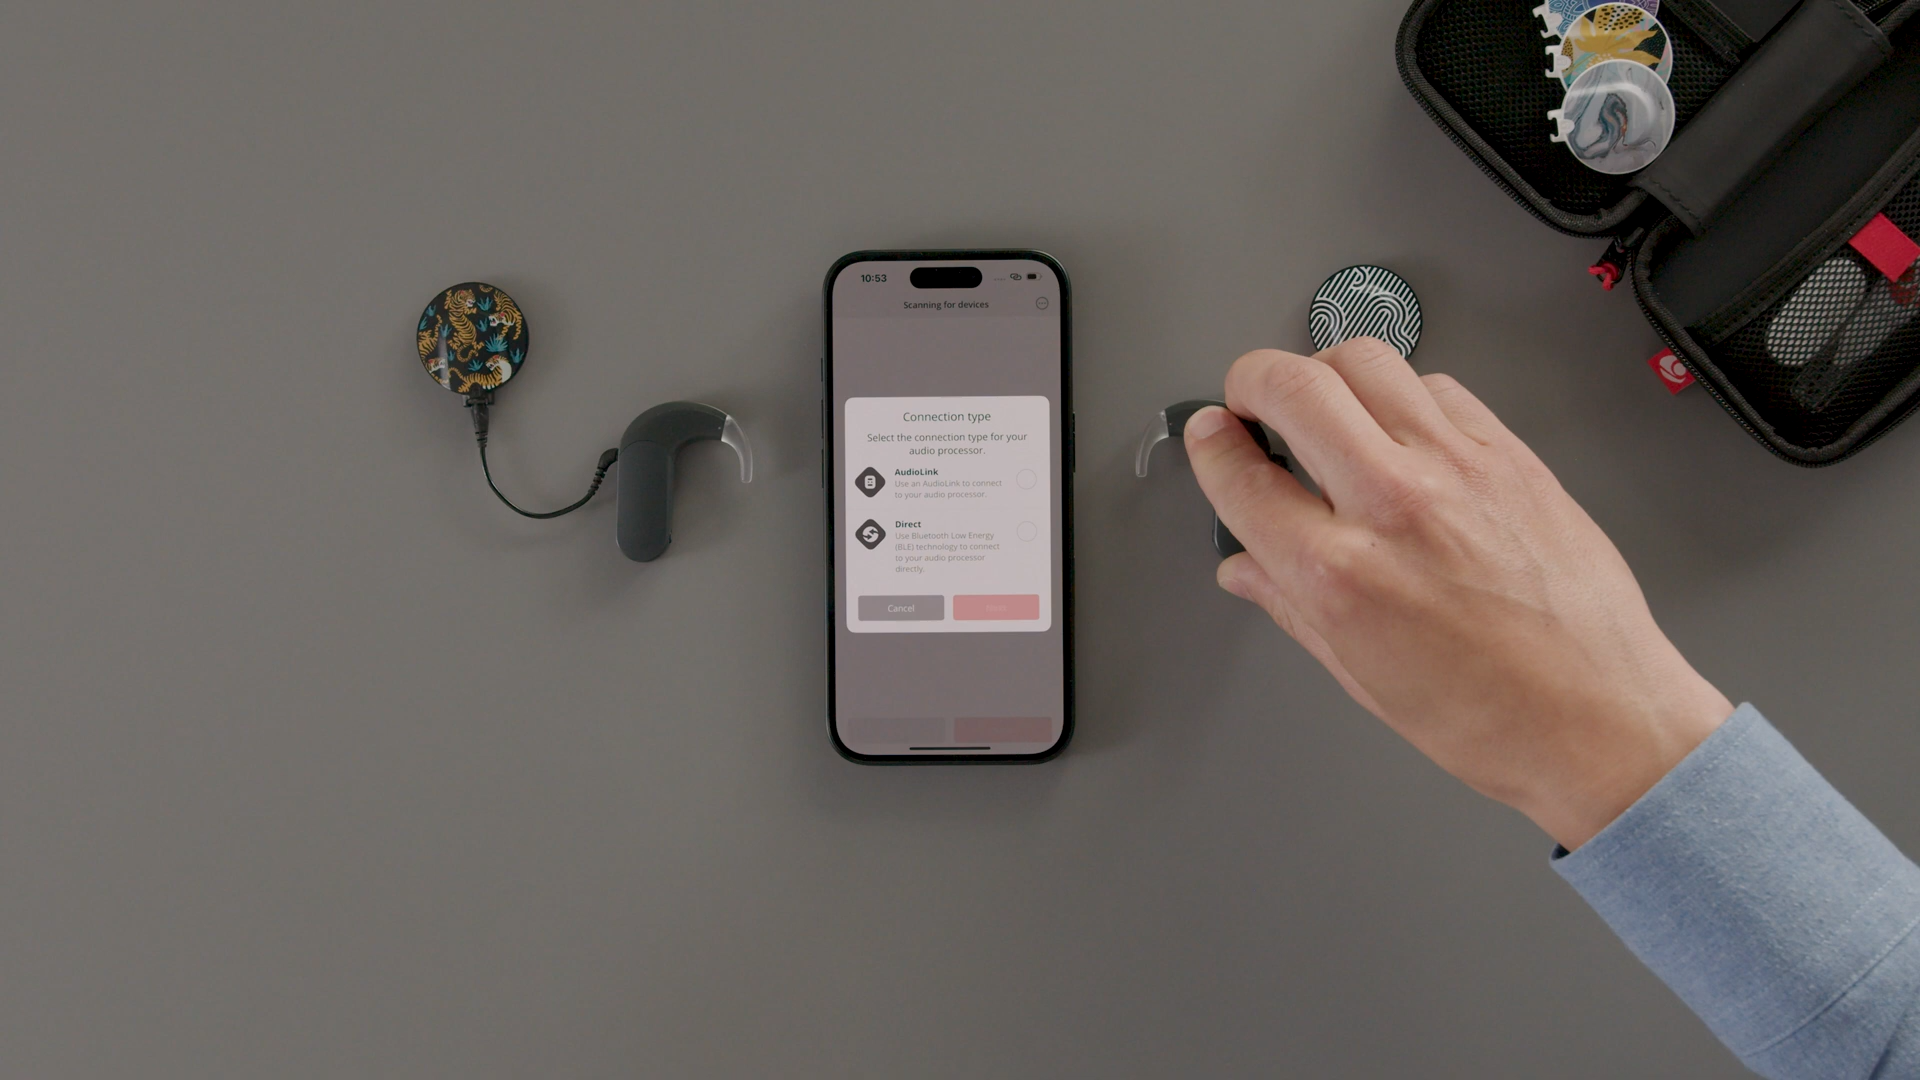 10:53
Scanning for devices
Connection type
Select the connection type for your
audio processor.
AudioLink
Use an AudioLink to connect
to your audio processor.
Direct
Use Bluetooth Low Energy
(BLE) technology to connect
to your audio processor
directly.
Cancel